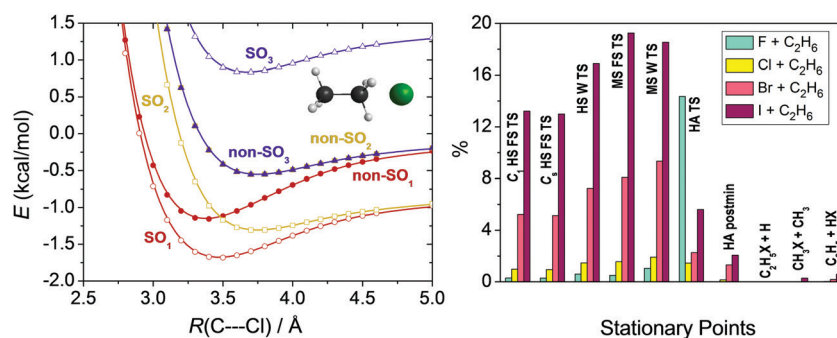 SO3
SO2
non-SO3
non-SO2
non-SO1
SO1
1.5
1.0
0.5
0.0
-0.5
-1.0
-1.5
-2.0
E (kcal/mol)
2.5 3.0 3.5 4.0 4.5 5.0
R(C---Cl) / Å
20
16
12
8
4
0
%
F + C2H6
Cl + C2H6
Br + C2H6
I + C2H6
C1 HS FS TS
Cs HS FS TS
HS W TS
MS FS TS
MS W TS
HA TS
HA postmin
C2H5X + H
CH3X + CH3
+ HX
Stationary Points